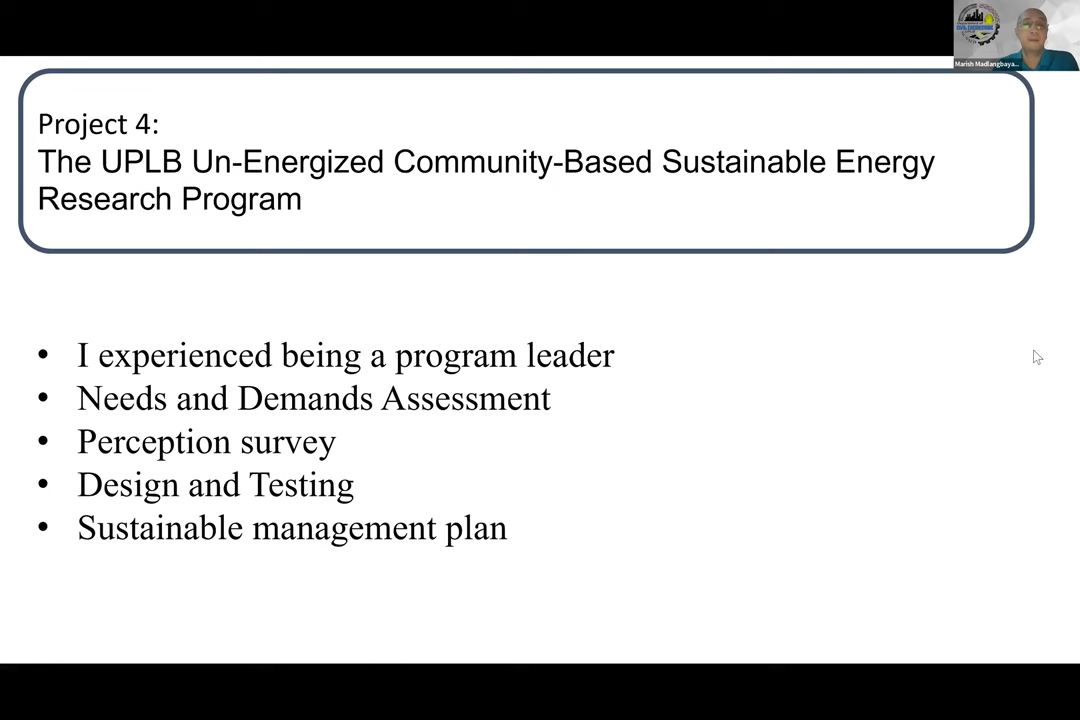 Marish Madlangbaya...
Project 4:
The UPLB Un-Energized Community-Based Sustainable Energy
Research Program
• I experienced being a program leader
• Needs and Demands Assessment
• Perception survey
• Design and Testing
• Sustainable management plan